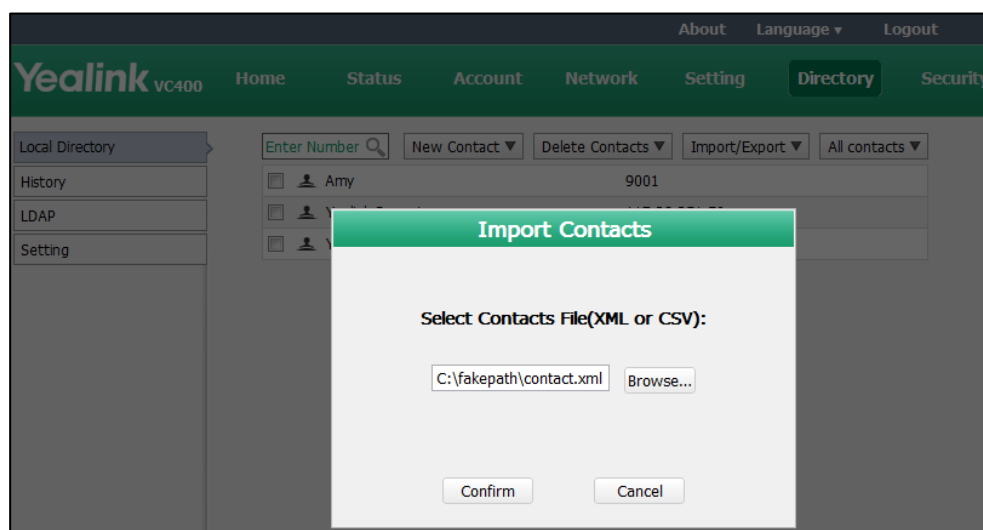 About Language ▾ Logout
Yealink VC400 Home Status Account Network Setting Directory Security
Local Directory
History
LDAP
Setting
Enter Number New Contact ▼ Delete Contacts ▼ Import/Export ▼ All contacts ▼
Amy 9001
Import Contacts
Select Contacts File(XML or CSV):
C:\fakepath\contact.xml Browse...
Confirm Cancel